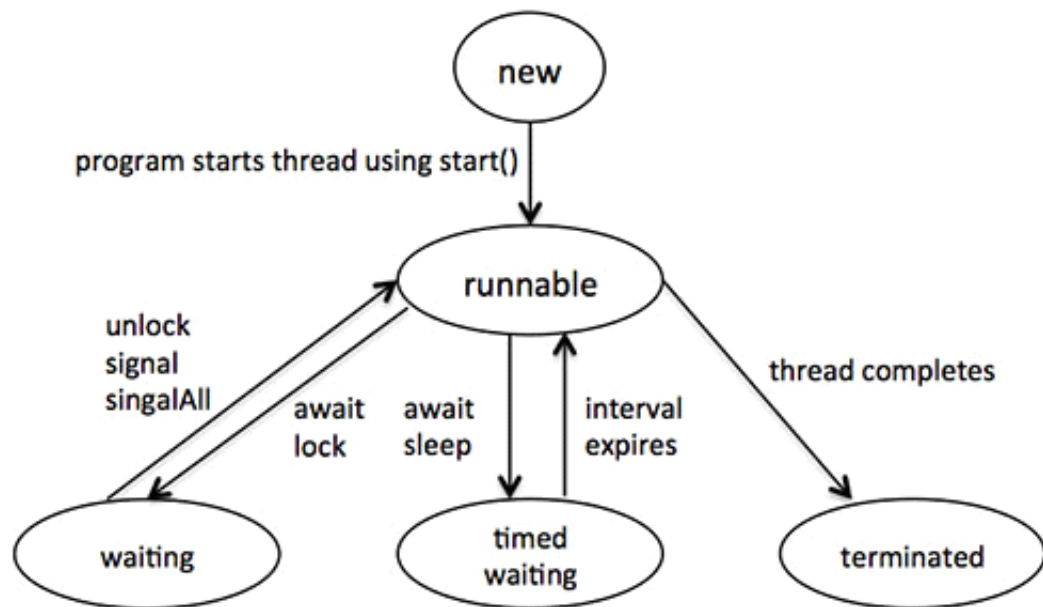 new
program starts thread using start()
runnable
unlock
signal
singalAll
await
lock
await
sleep
interval
expires
thread completes
waiting
timed
waiting
terminated